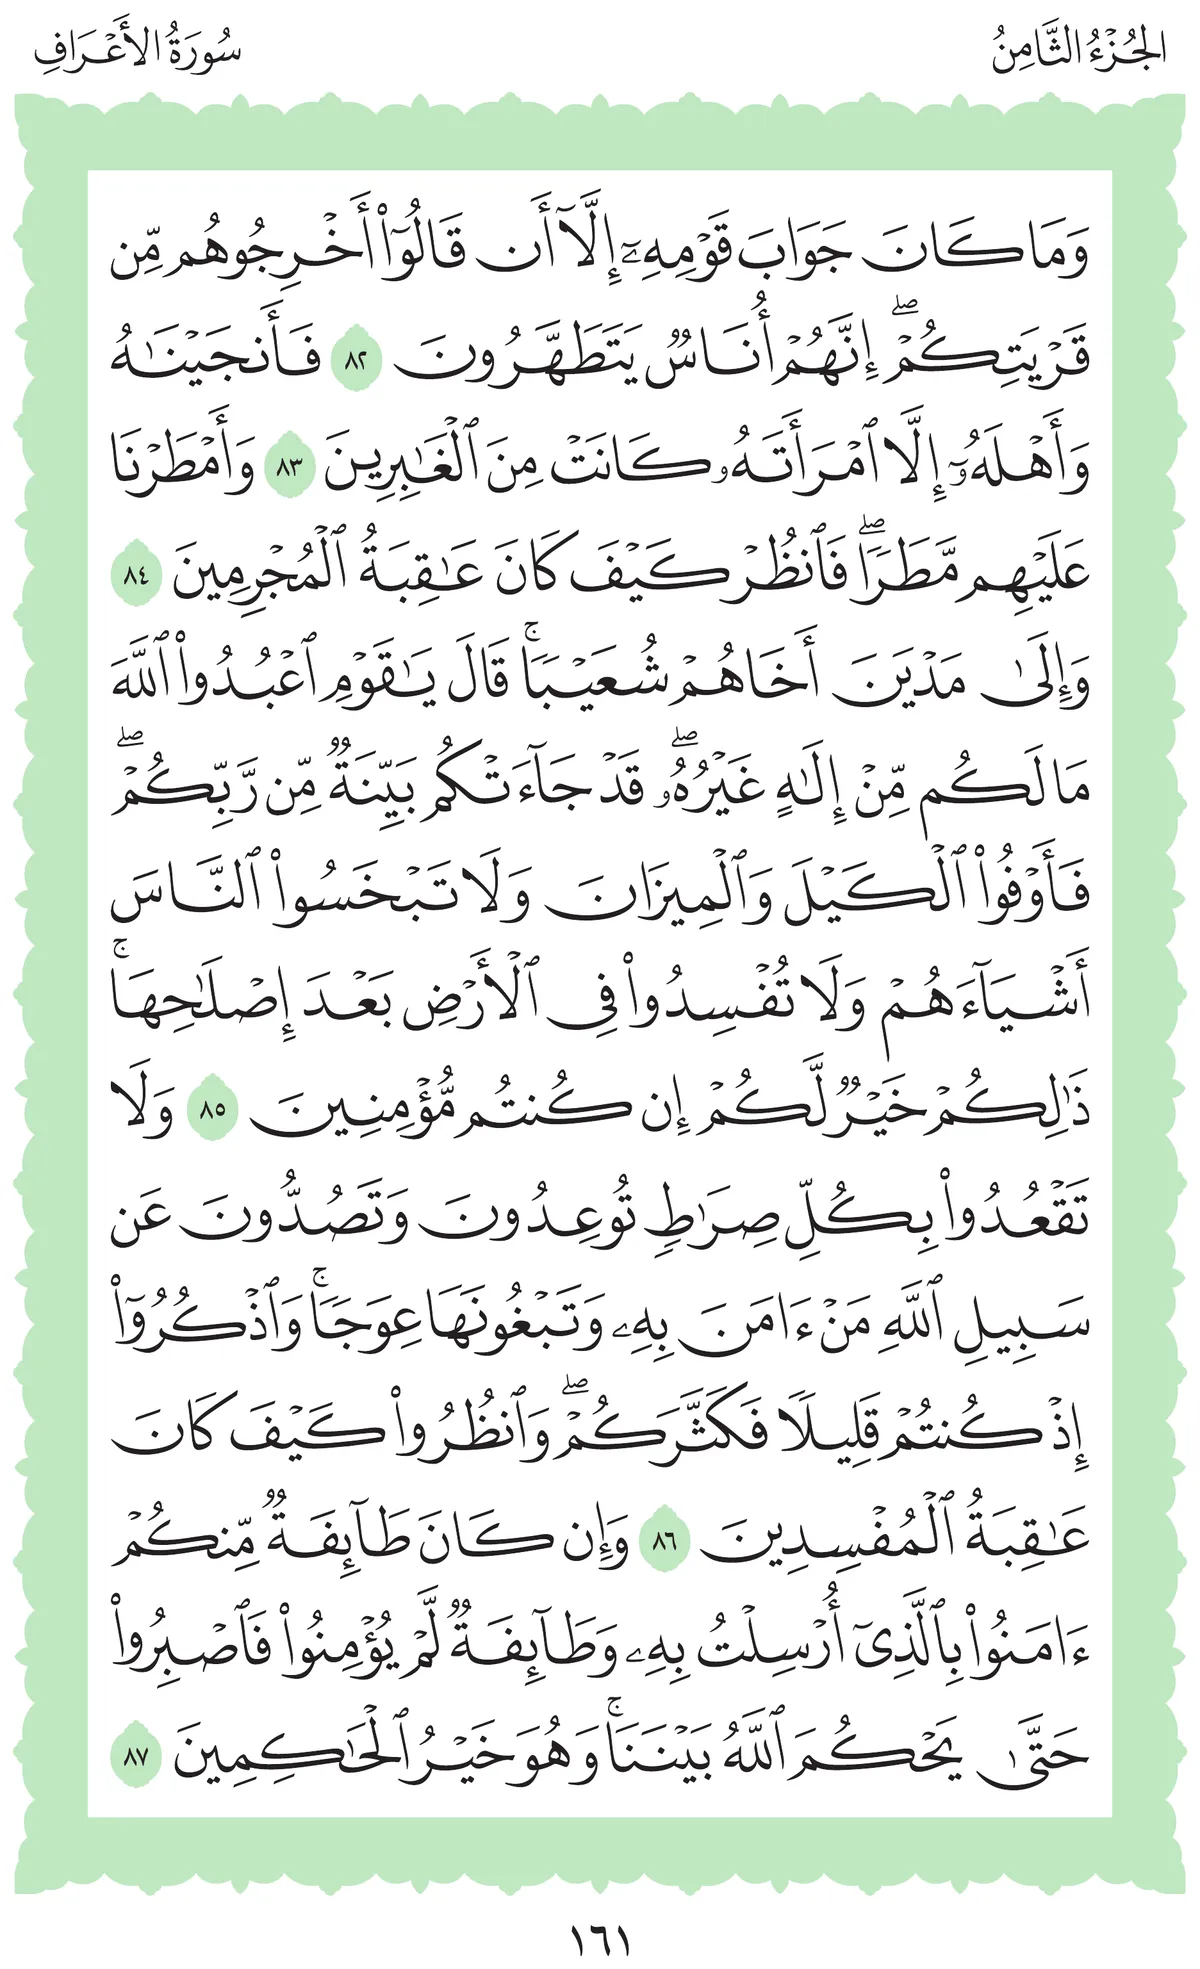 الجُزْءُ الثَّامِنُ
سُورَةُ الأَعْرَافِ
وَمَا كَانَ جَوَابَ قَوْمِهِۦٓ إِلَّآ أَن قَالُوٓا۟ أَخْرِجُوهُم مِّن
قَرْيَتِكُمْ ۖ إِنَّهُمْ أُنَاسٌ يَتَطَهَّرُونَ ٨٢ فَأَنجَيْنَـٰهُ
وَأَهْلَهُۥٓ إِلَّا ٱمْرَأَتَهُۥ كَانَتْ مِنَ ٱلْغَـٰبِرِينَ ٨٣ وَأَمْطَرْنَا
عَلَيْهِم مَّطَرًا ۖ فَٱنظُرْ كَيْفَ كَانَ عَـٰقِبَةُ ٱلْمُجْرِمِينَ ٨٤
وَإِلَىٰ مَدْيَنَ أَخَاهُمْ شُعَيْبًا ۚ قَالَ يَـٰقَوْمِ ٱعْبُدُوا۟ ٱللَّهَ
مَا لَكُم مِّنْ إِلَـٰهٍ غَيْرُهُۥ ۖ قَدْ جَآءَتْكُم بَيِّنَةٌ مِّن رَّبِّكُمْ ۖ
فَأَوْفُوا۟ ٱلْكَيْلَ وَٱلْمِيزَانَ وَلَا تَبْخَسُوا۟ ٱلنَّاسَ
أَشْيَآءَهُمْ وَلَا تُفْسِدُوا۟ فِى ٱلْأَرْضِ بَعْدَ إِصْلَـٰحِهَا ۚ
ذَٰلِكُمْ خَيْرٌ لَّكُمْ إِن كُنتُم مُّؤْمِنِينَ ٨٥ وَلَا
تَقْعُدُوا۟ بِكُلِّ صِرَٰطٍ تُوعِدُونَ وَتَصُدُّونَ عَن
سَبِيلِ ٱللَّهِ مَنْ ءَامَنَ بِهِۦ وَتَبْغُونَهَا عِوَجًا ۚ وَٱذْكُرُوٓا۟
إِذْ كُنتُمْ قَلِيلًا فَكَثَّرَكُمْ ۖ وَٱنظُرُوا۟ كَيْفَ كَانَ
عَـٰقِبَةُ ٱلْمُفْسِدِينَ ٨٦ وَإِن كَانَ طَآئِفَةٌ مِّنكُمْ
ءَامَنُوا۟ بِٱلَّذِىٓ أُرْسِلْتُ بِهِۦ وَطَآئِفَةٌ لَّمْ يُؤْمِنُوا۟ فَٱصْبِرُوا۟
حَتَّىٰ يَحْكُمَ ٱللَّهُ بَيْنَنَا ۚ وَهُوَ خَيْرُ ٱلْحَـٰكِمِينَ ٨٧
١٦١